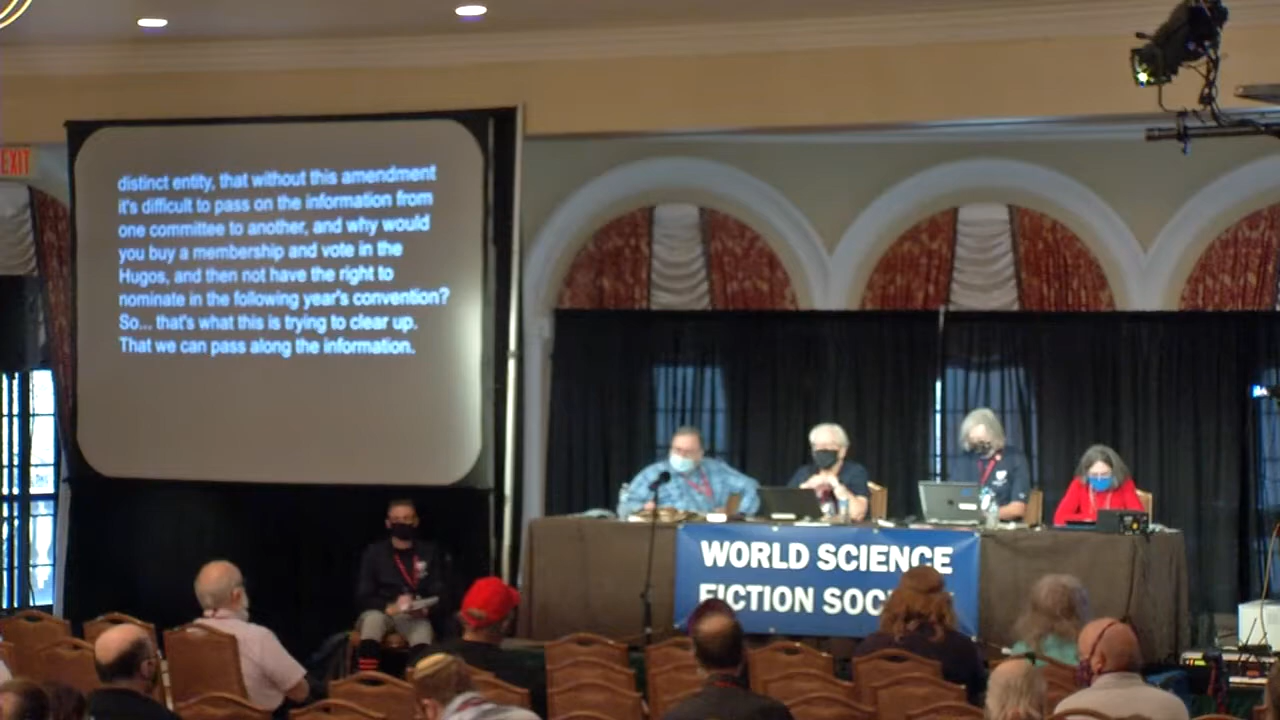 EXIT
distinct entity, that without this amendment
it's difficult to pass on the information from
one committee to another, and why would
you buy a membership and vote in the
Hugos, and then not have the right to
nominate in the following year's convention?
So... that's what this is trying to clear up.
That we can pass along the information.
WORLD SCIENCE
FICTION